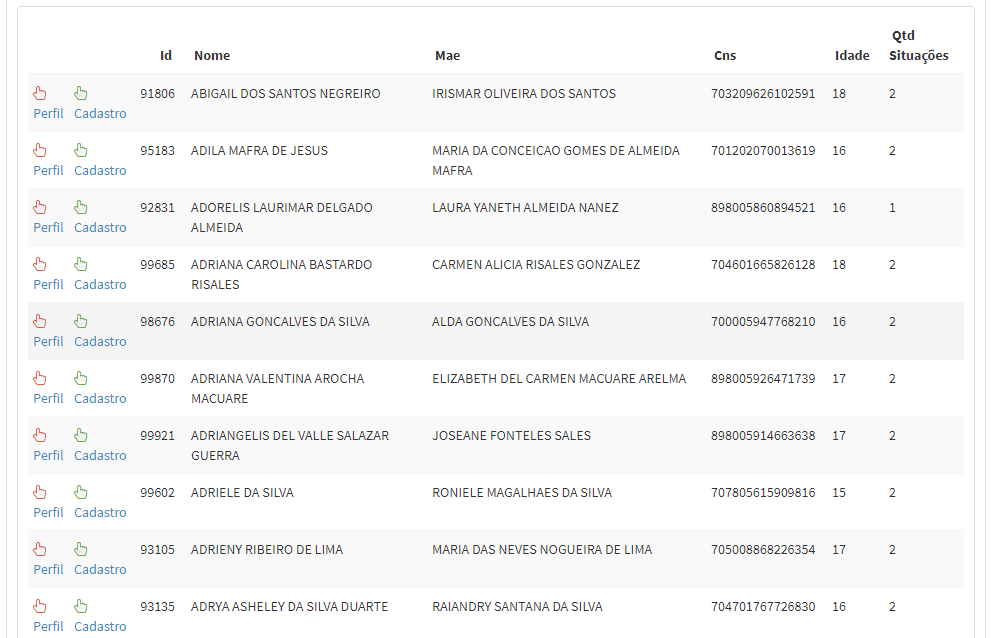 Id Nome Mae Cns Idade Qtd Situações
Perfil Cadastro 91806 ABIGAIL DOS SANTOS NEGREIRO IRISMAR OLIVEIRA DOS SANTOS 703209626102591 18 2
Perfil Cadastro 95183 ADILA MAFRA DE JESUS MARIA DA CONCEICAO GOMES DE ALMEIDA MAFRA 701202070013619 16 2
Perfil Cadastro 92831 ADORELIS LAURIMAR DELGADO ALMEIDA LAURA YANETH ALMEIDA NANEZ 898005860894521 16 1
Perfil Cadastro 99685 ADRIANA CAROLINA BASTARDO RISALES CARMEN ALICIA RISALES GONZALEZ 704601665826128 18 2
Perfil Cadastro 98676 ADRIANA GONCALVES DA SILVA ALDA GONCALVES DA SILVA 700005947768210 16 2
Perfil Cadastro 99870 ADRIANA VALENTINA AROCHA MACUARE ELIZABETH DEL CARMEN MACUARE ARELMA 898005926471739 17 2
Perfil Cadastro 99921 ADRIANGELIS DEL VALLE SALAZAR GUERRA JOSEANE FONTELES SALES 898005914663638 17 2
Perfil Cadastro 99602 ADRIELE DA SILVA RONIELE MAGALHAES DA SILVA 707805615909816 15 2
Perfil Cadastro 93105 ADRIENY RIBEIRO DE LIMA MARIA DAS NEVES NOGUEIRA DE LIMA 705008868226354 17 2
Perfil Cadastro 93135 ADRYA ASHELEY DA SILVA DUARTE RAIANDRY SANTANA DA SILVA 704701767726830 16 2